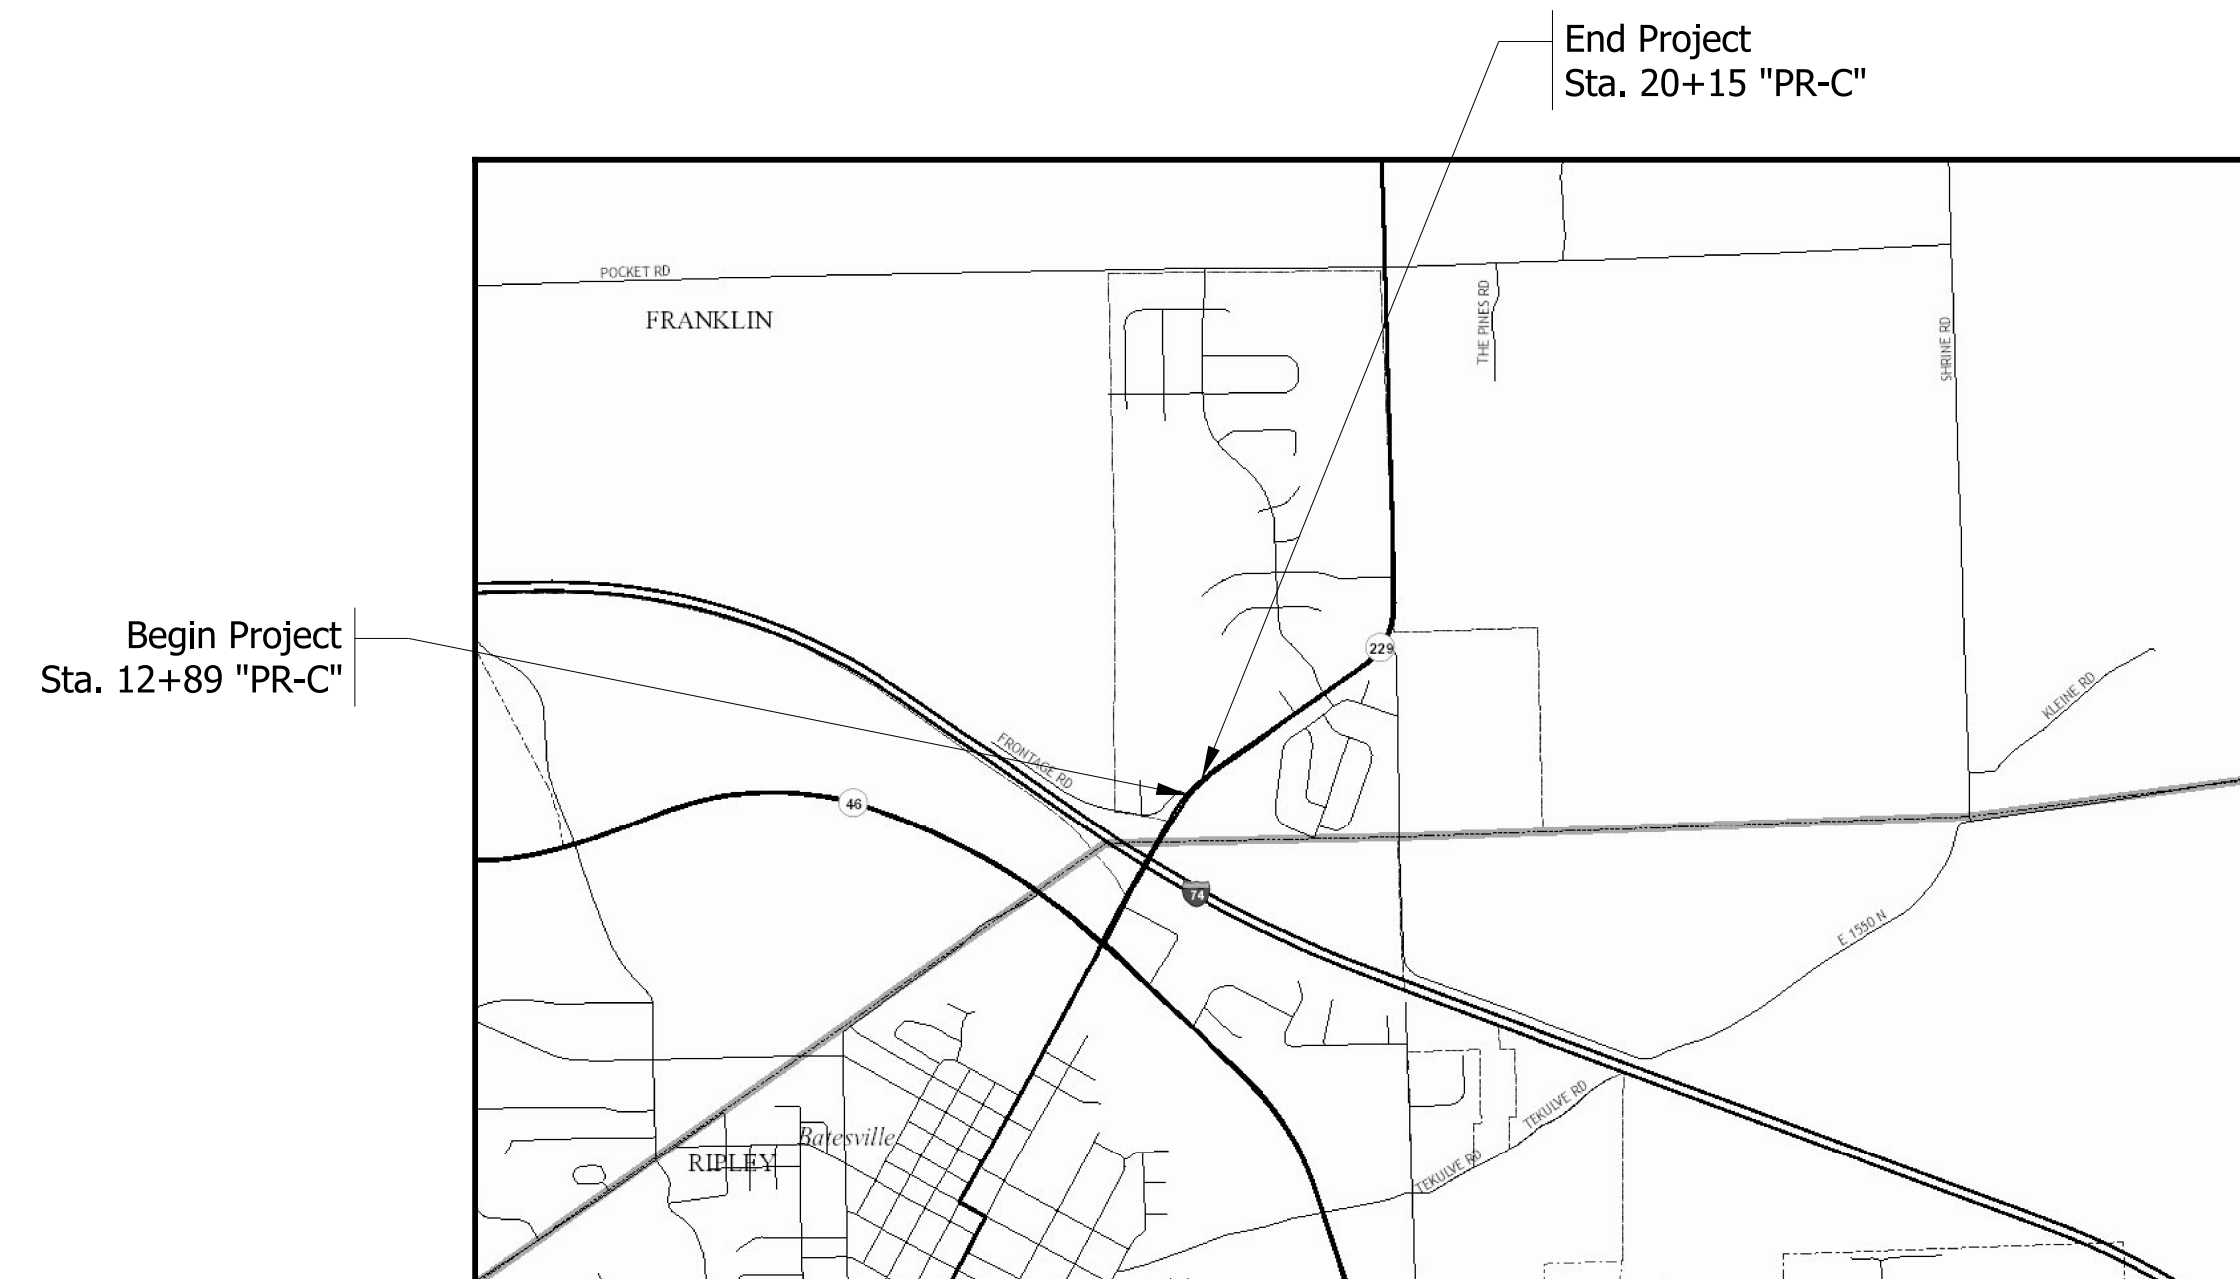 End Project
Sta. 20+15 "PR-C"
POCKET RD
FRANKLIN
THE PINES RD
SHRINE RD
Begin Project
Sta. 12+89 "PR-C"
229
KLEINE RD
FRONTAGE RD
46
74
E 1550 N
TEKULVE RD
Batesville
RIPLEY
TEKULVE RD